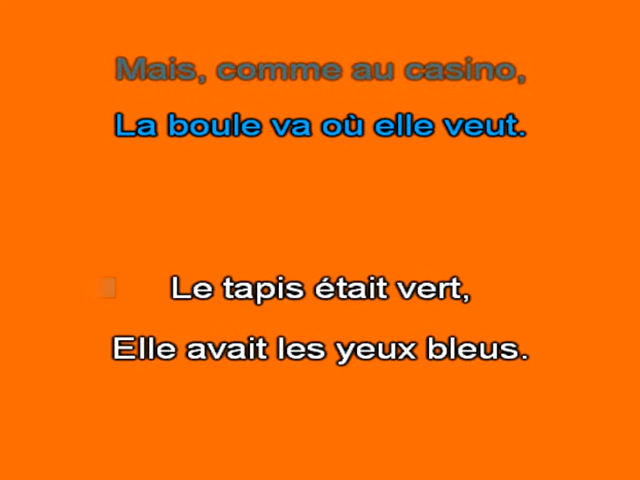 Mais, comme au casino,
La boule va où elle veut.
Le tapis était vert,
Elle avait les yeux bleus.